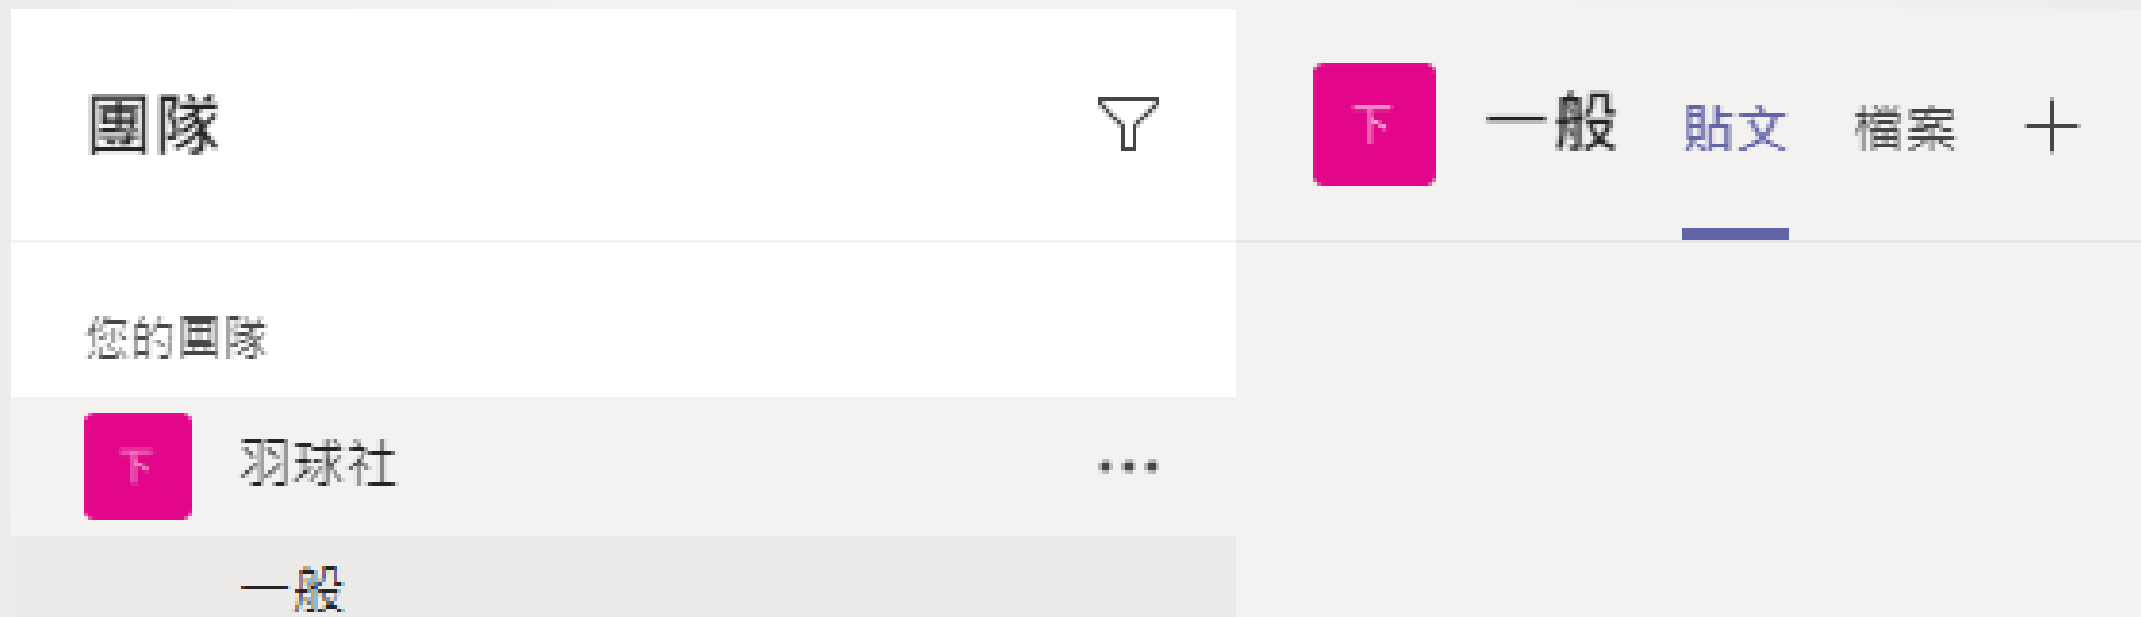 團隊
下 一般 貼文 檔案
您的團隊
下 羽球社
一般